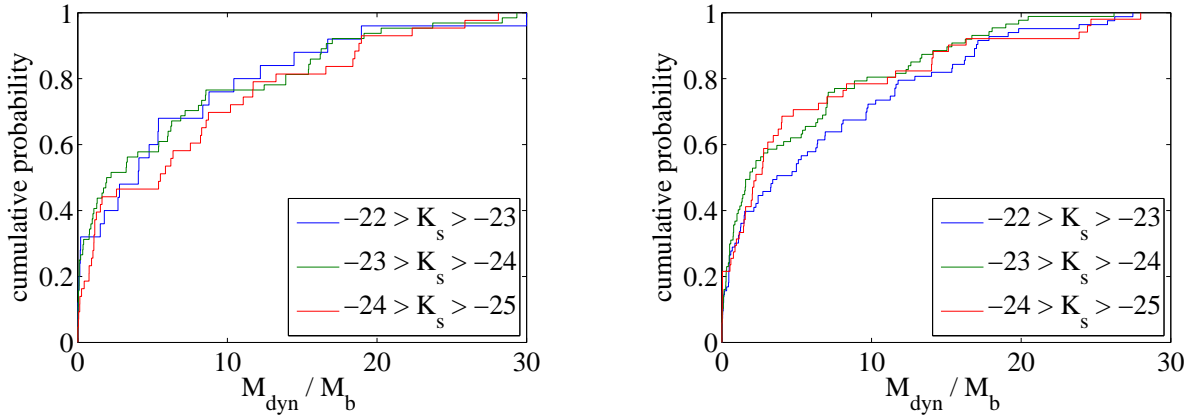 1
0.8
0.6
0.4
0.2
0
cumulative probability
0 10 20 30
M_dyn / M_b
−22 > K_s > −23
−23 > K_s > −24
−24 > K_s > −25
1
0.8
0.6
0.4
0.2
0
cumulative probability
0 10 20 30
M_dyn / M_b
−22 > K_s > −23
−23 > K_s > −24
−24 > K_s > −25